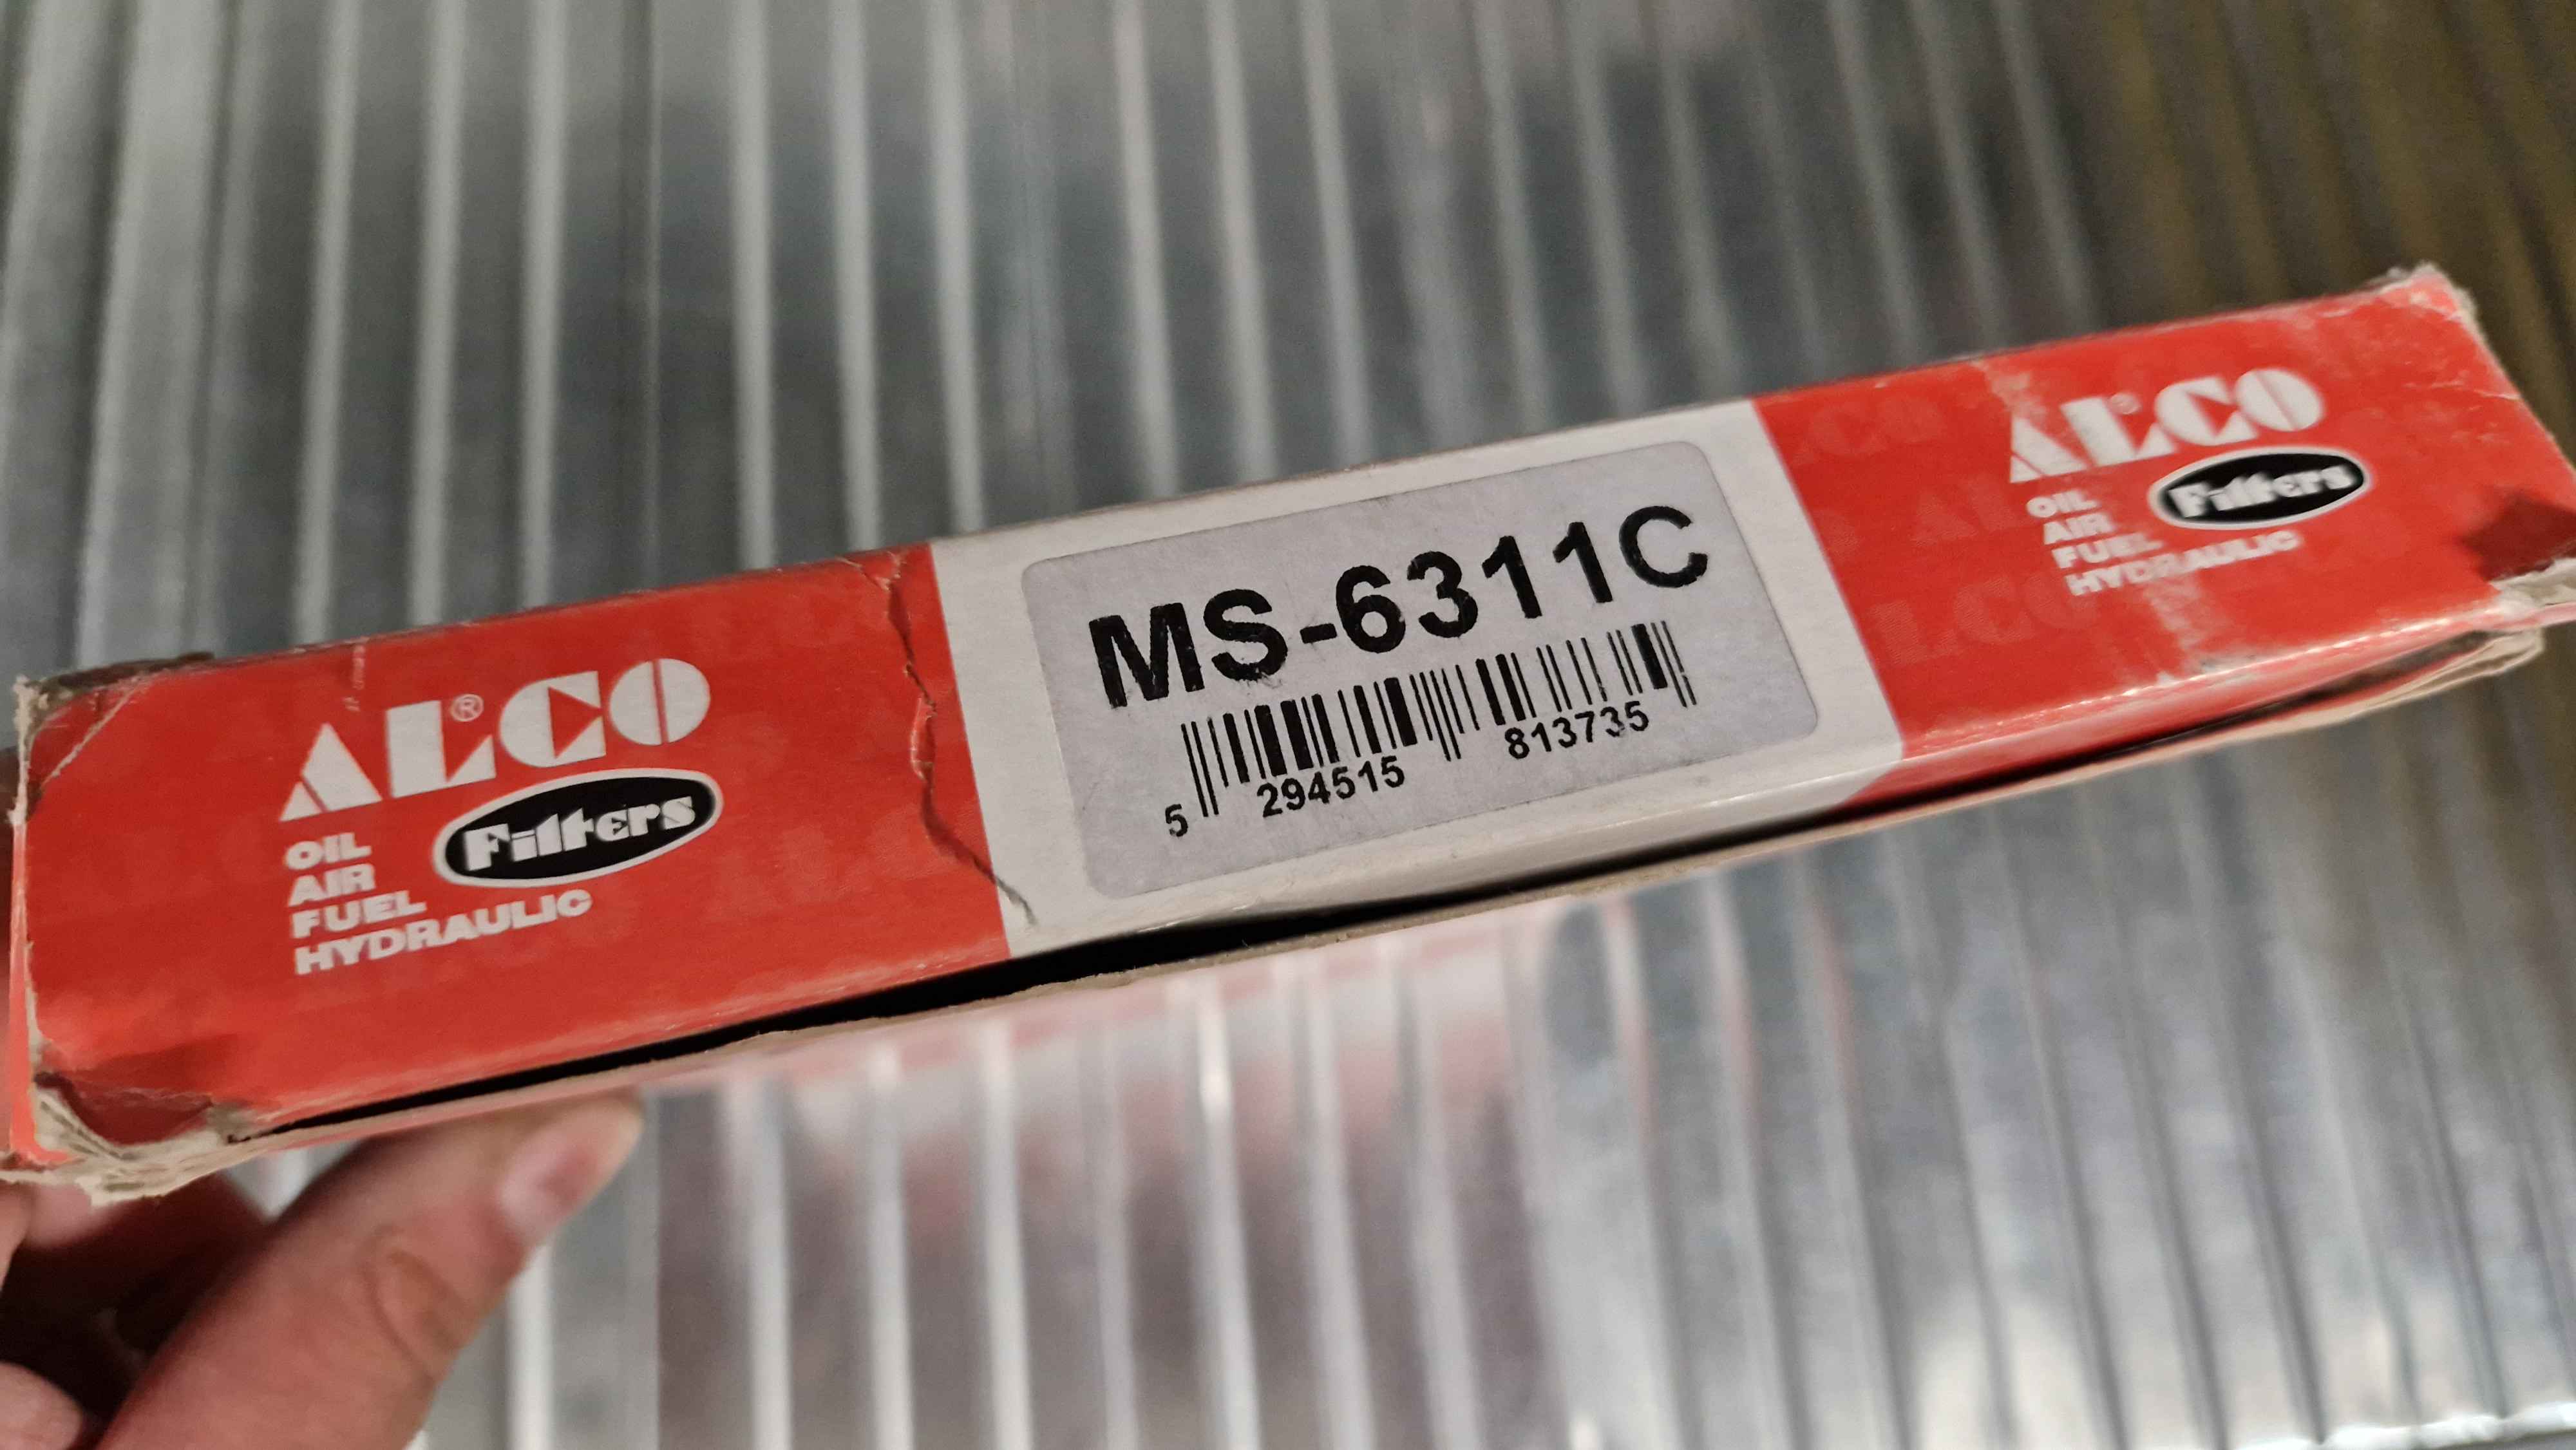 ALCO®
Filters
OIL
AIR
FUEL
HYDRAULIC
MS-6311C
5 294515 813735
ALCO
Filters
OIL
AIR
FUEL
HYDRAULIC